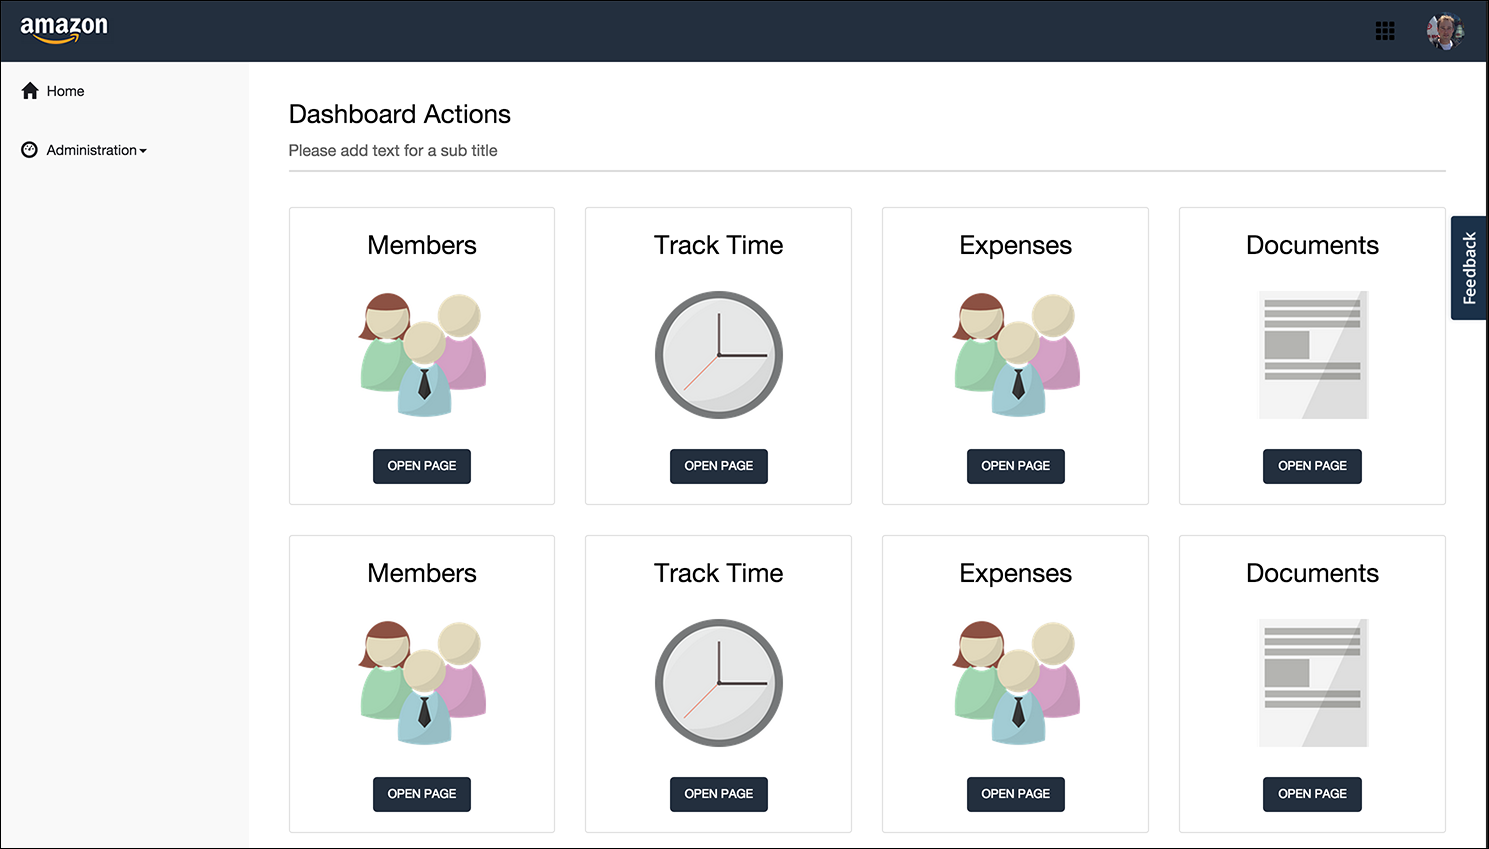 amazon
Home
Administration
Dashboard Actions
Please add text for a sub title
Members
Track Time
Expenses
Documents
OPEN PAGE
OPEN PAGE
OPEN PAGE
OPEN PAGE
Feedback
Members
Track Time
Expenses
Documents
OPEN PAGE
OPEN PAGE
OPEN PAGE
OPEN PAGE